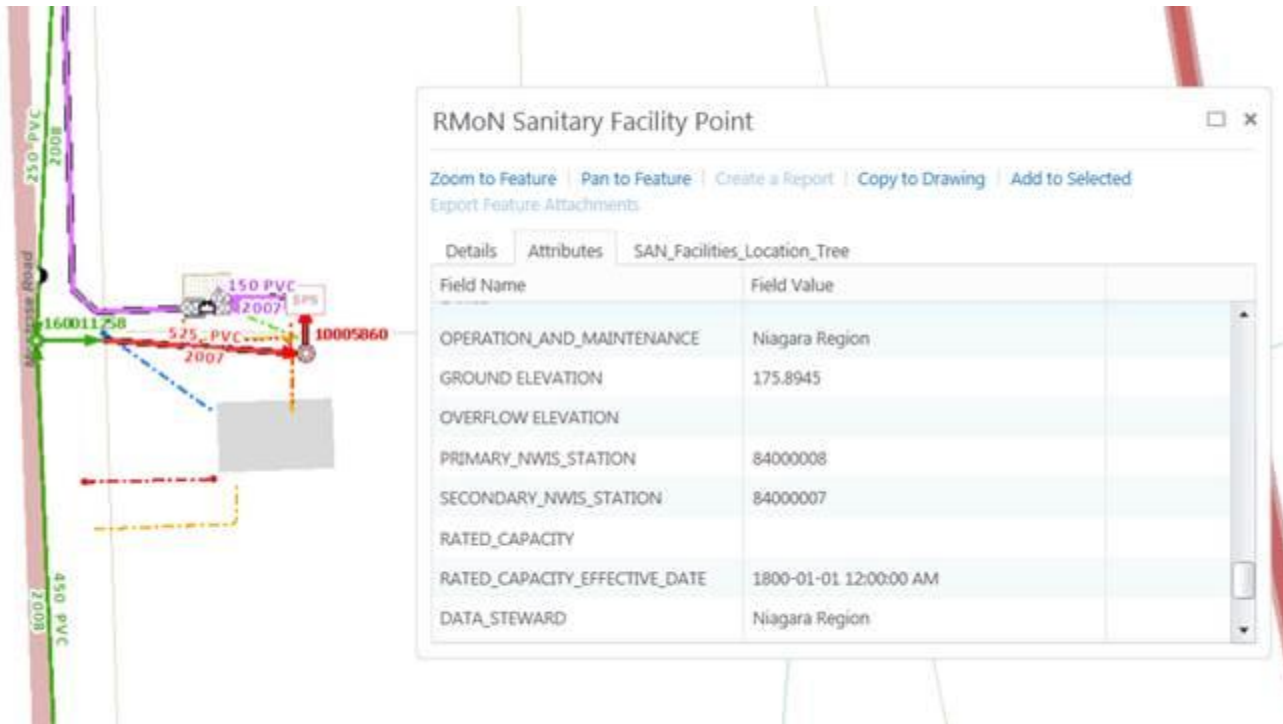 250 PVC
2008
Montrose Road
160011258
150 PVC
2007
SPS
525 PVC
2007
10005860
450 PVC
2008
RMoN Sanitary Facility Point
Zoom to Feature | Pan to Feature | Create a Report | Copy to Drawing | Add to Selected
Export Feature Attachments
Details Attributes SAN_Facilities_Location_Tree
Field Name Field Value
OPERATION_AND_MAINTENANCE Niagara Region
GROUND ELEVATION 175.8945
OVERFLOW ELEVATION
PRIMARY_NWIS_STATION 84000008
SECONDARY_NWIS_STATION 84000007
RATED_CAPACITY
RATED_CAPACITY_EFFECTIVE_DATE 1800-01-01 12:00:00 AM
DATA_STEWARD Niagara Region